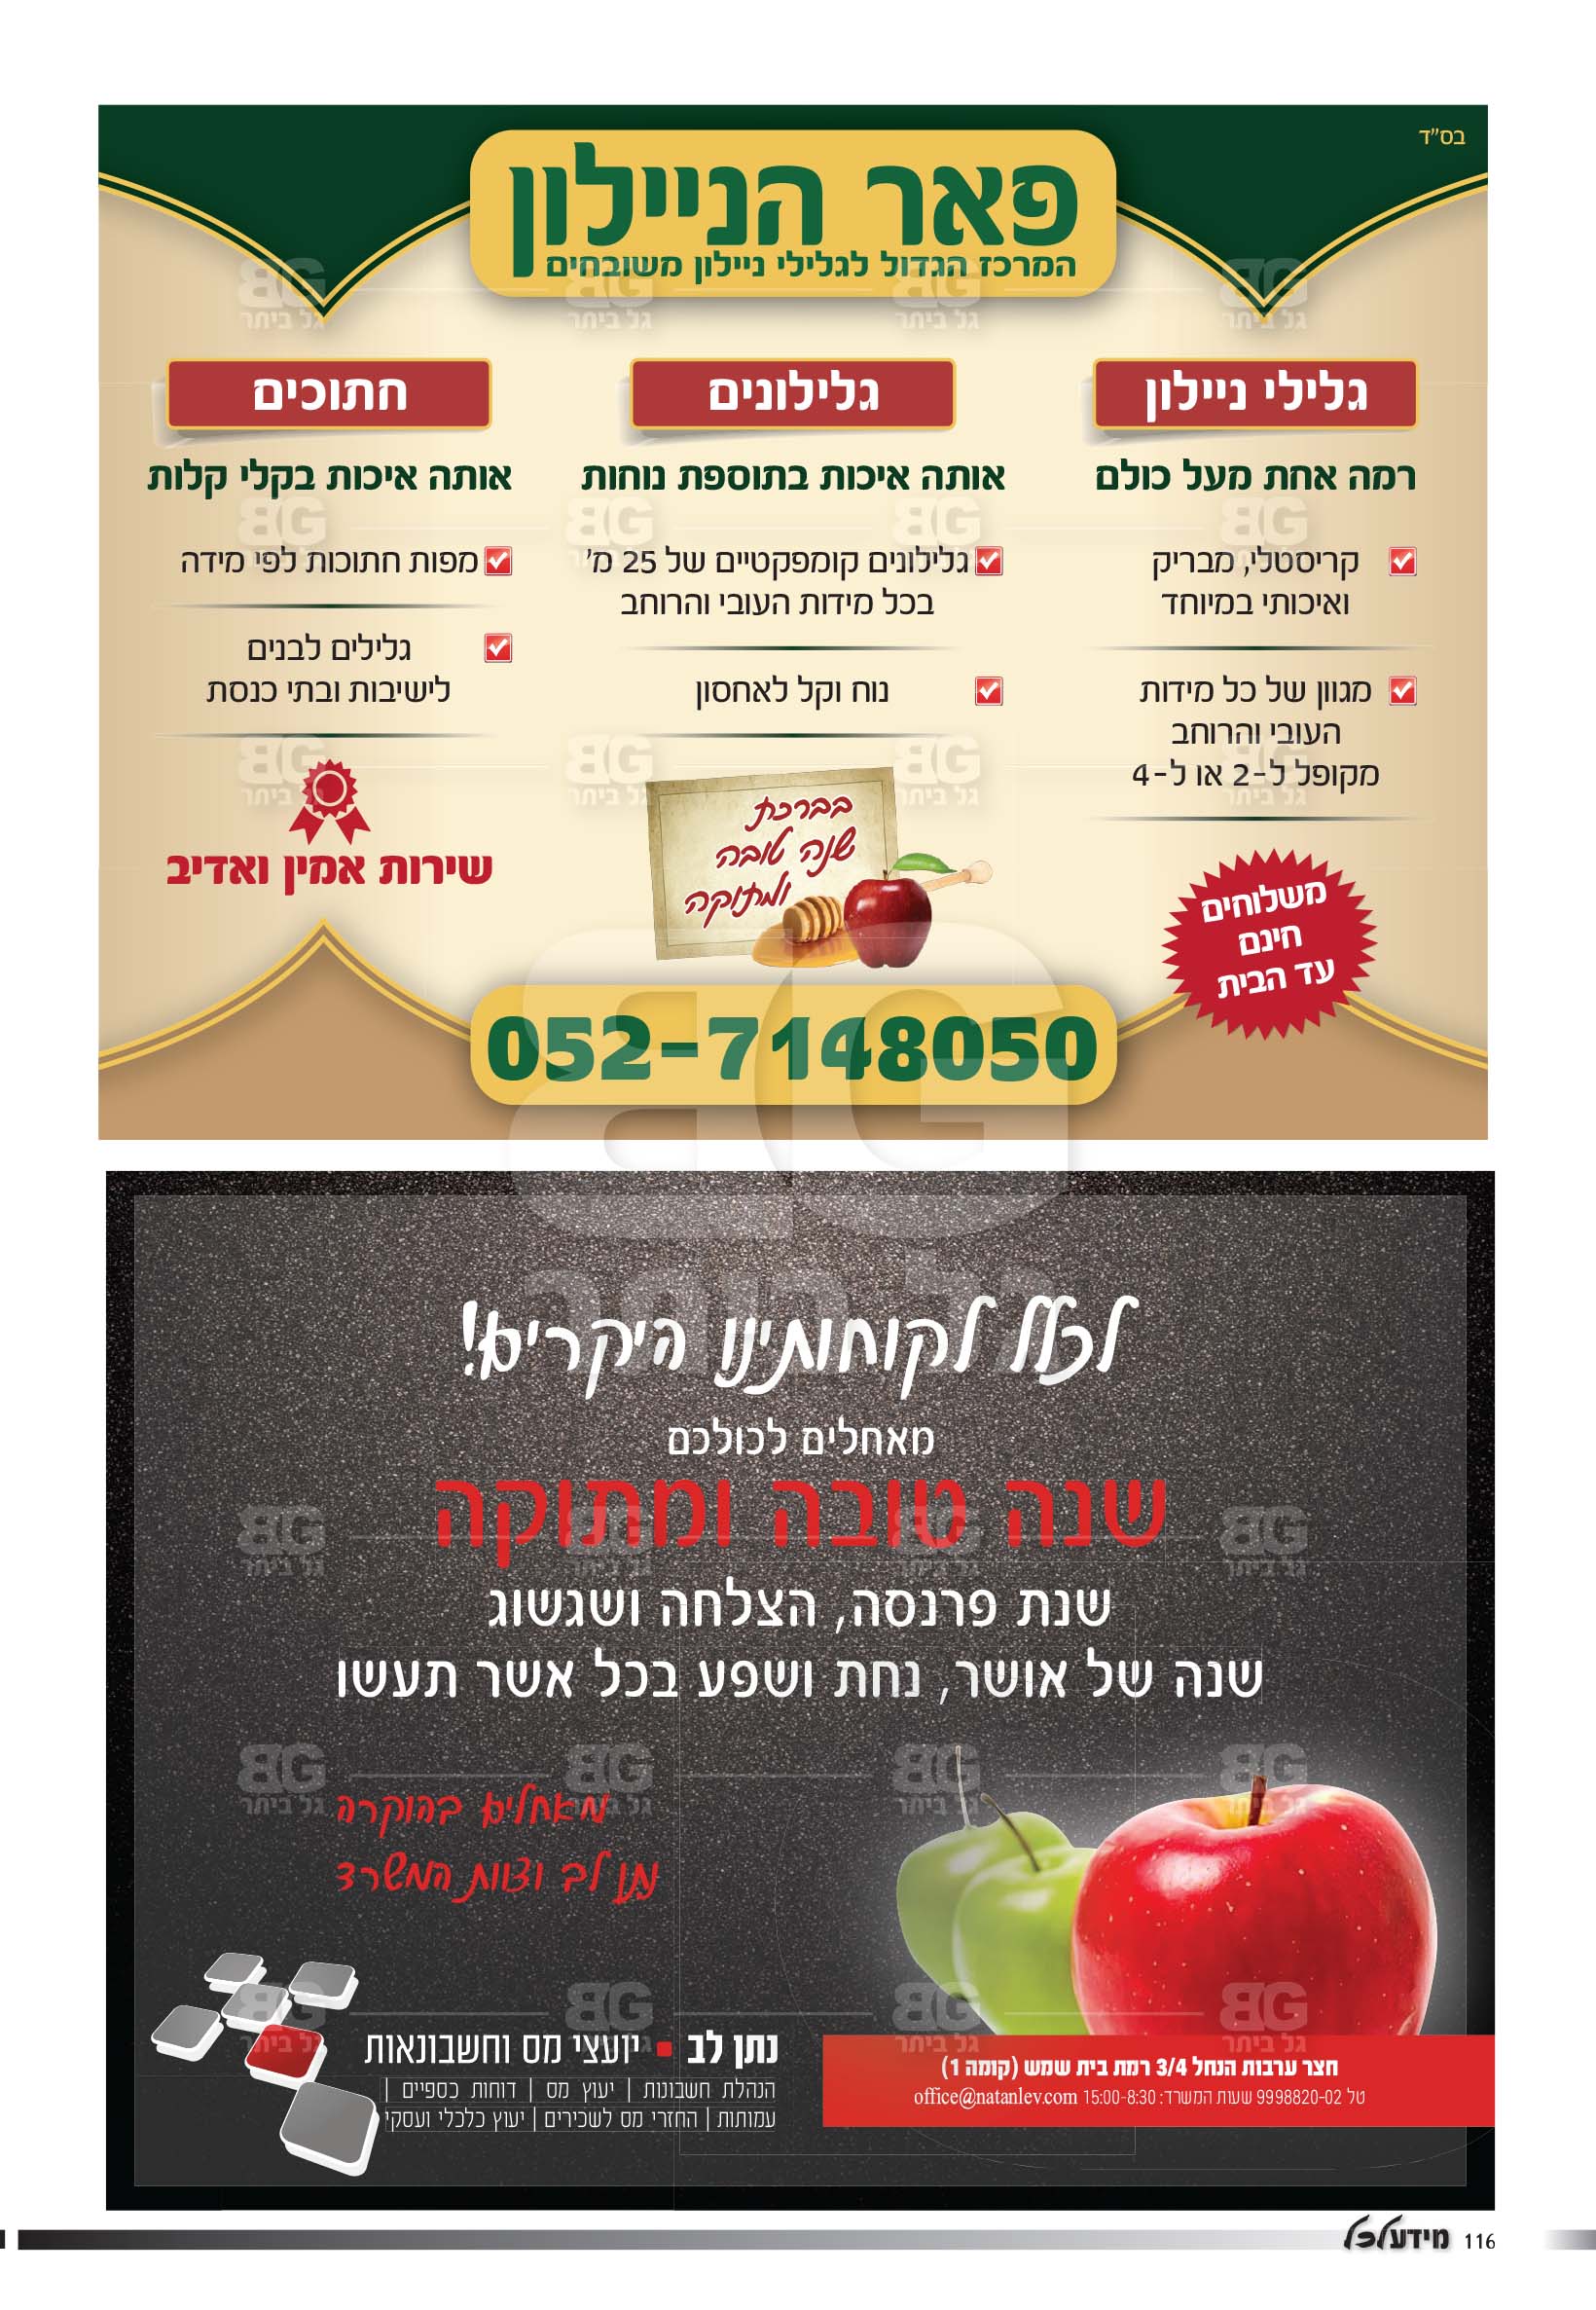 בס"ד
פאר הניילון
המרכז הגדול לגלילי ניילון משובחים
גלילי ניילון
רמה אחת מעל כולם
קריסטלי, מבריק
ואיכותי במיוחד
מגוון של כל מידות
העובי והרוחב
מקופל ל-2 או ל-4
משלוחים
חינם
עד הבית
גלילונים
אותה איכות בתוספת נוחות
גלילונים קומפקטיים של 25 מ'
בכל מידות העובי והרוחב
נוח וקל לאחסון
בברכת
שנה טובה
ומתוקה
חתוכים
אותה איכות בקלי קלות
מפות חתוכות לפי מידה
גלילים לבנים
לישיבות ובתי כנסת
שירות אמין ואדיב
052-7148050
לכלל לקוחותינו היקרים!
מאחלים לכולכם
שנה טובה ומתוקה
שנת פרנסה, הצלחה ושגשוג
שנה של אושר, נחת ושפע בכל אשר תעשו
מאחלים בהוקרה
נתן לב וצוות המשרד
נתן לב ▪ יועצי מס וחשבונאות
הנהלת חשבונות | יעוץ מס | דוחות כספיים |
עמותות | החזרי מס לשכירים | יעוץ כלכלי ועסקי
חצר ערבות הנחל 3/4 רמת בית שמש (קומה 1)
טל 9998820-02 שעות המשרד: 15:00-8:30 office@natanlev.com
116 מידע לכל
BG
גל ביתר